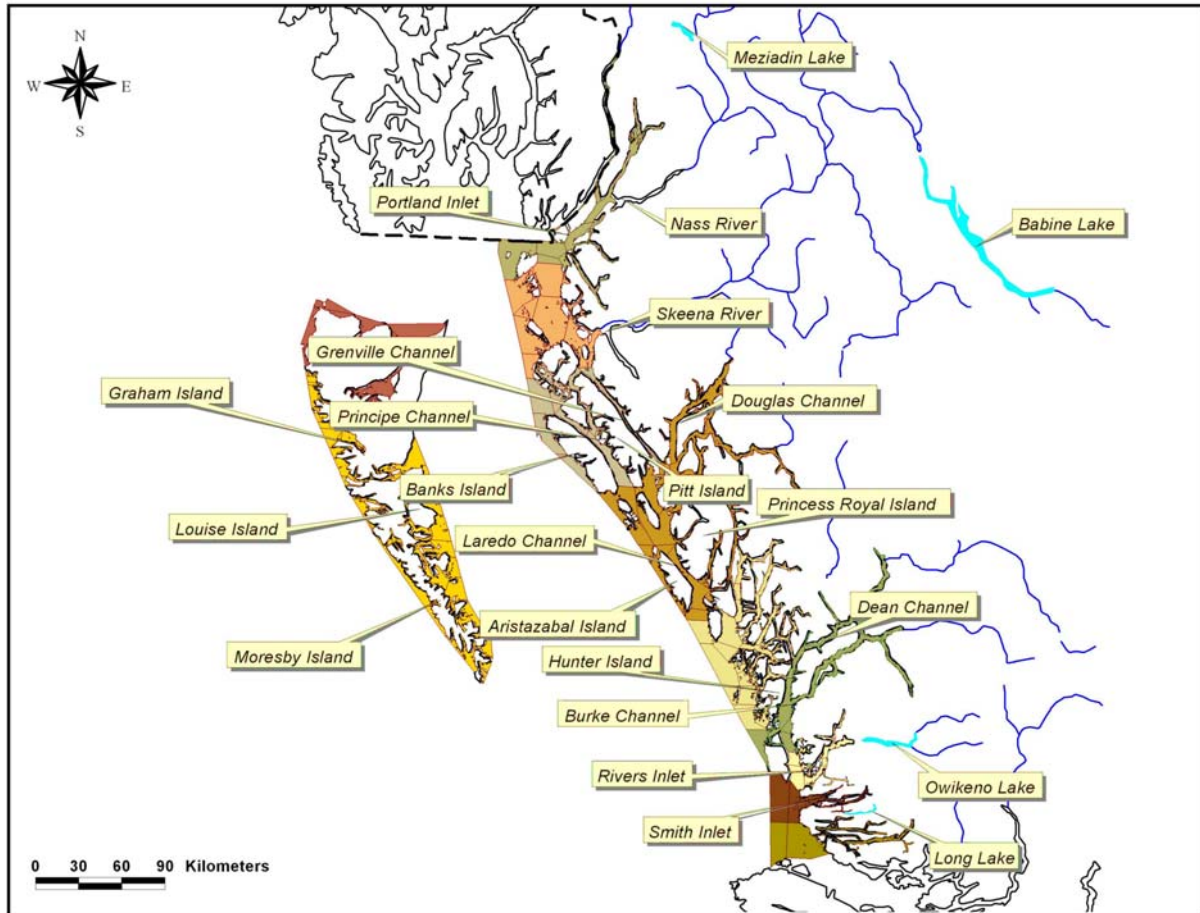 N
Meziadin Lake
W E
S
Portland Inlet
Nass River
Babine Lake
Skeena River
Grenville Channel
Graham Island
Douglas Channel
Principe Channel
Banks Island
Pitt Island
Princess Royal Island
Louise Island
Laredo Channel
Dean Channel
Aristazabal Island
Moresby Island
Hunter Island
Burke Channel
Rivers Inlet
Owikeno Lake
Smith Inlet
Long Lake
0 30 60 90 Kilometers